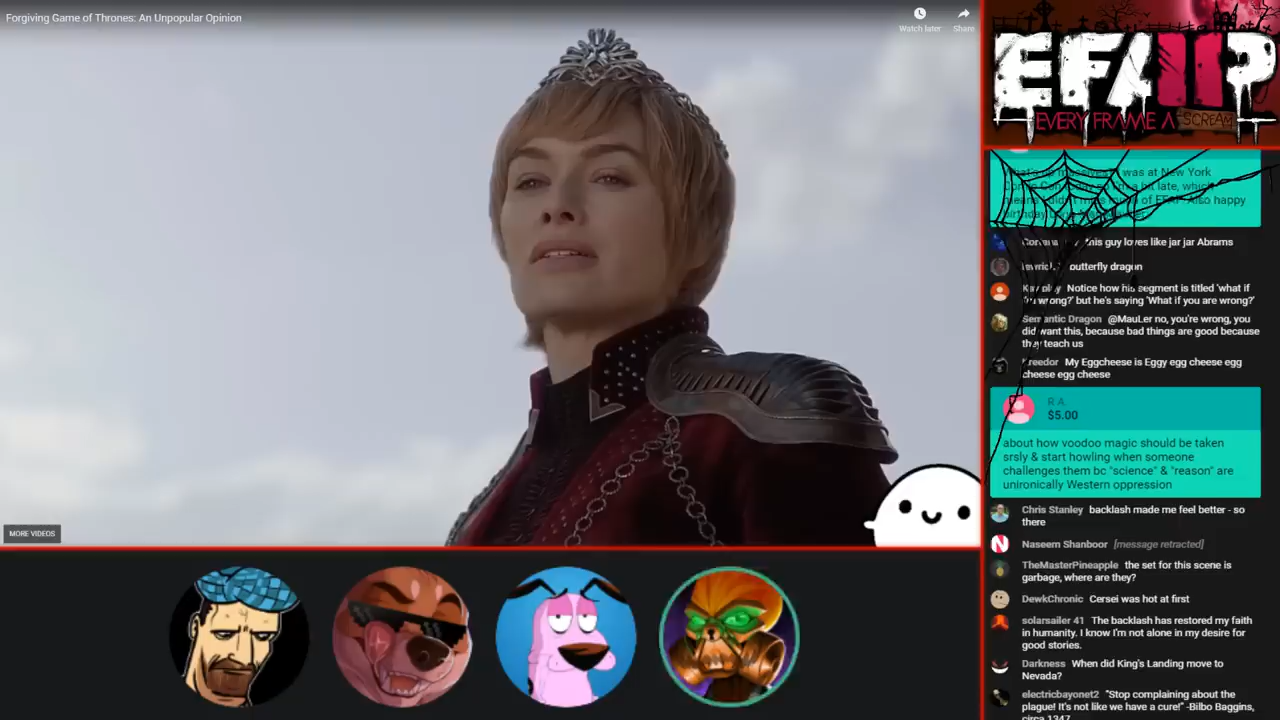 Forgiving Game of Thrones: An Unpopular Opinion
Watch later
Share
MORE VIDEOS
EFAP
EVERY FRAME A SCREAM
was at New York
a bit late, which
means I did
of EFAP. Also happy
birthday
this guy loves like jar jar Abrams
butterfly dragon
Notice how his segment is titled 'what if
I'm wrong?' but he's saying 'What if you are wrong?'
Semantic Dragon @MauLer no, you're wrong, you
did want this, because bad things are good because
they teach us
Kreedor My Eggcheese is Eggy egg cheese egg
cheese egg cheese
R A.
$5.00
about how voodoo magic should be taken
srsly & start howling when someone
challenges them bc "science" & "reason" are
unironically Western oppression
Chris Stanley backlash made me feel better - so
there
Naseem Shanboor [message retracted]
TheMasterPineapple the set for this scene is
garbage, where are they?
DewkChronic Cersei was hot at first
solarsailer 41 The backlash has restored my faith
in humanity. I know I'm not alone in my desire for
good stories.
Darkness When did King's Landing move to
Nevada?
electricbayonet2 "Stop complaining about the
plague! It's not like we have a cure!" -Bilbo Baggins,
circa 1347